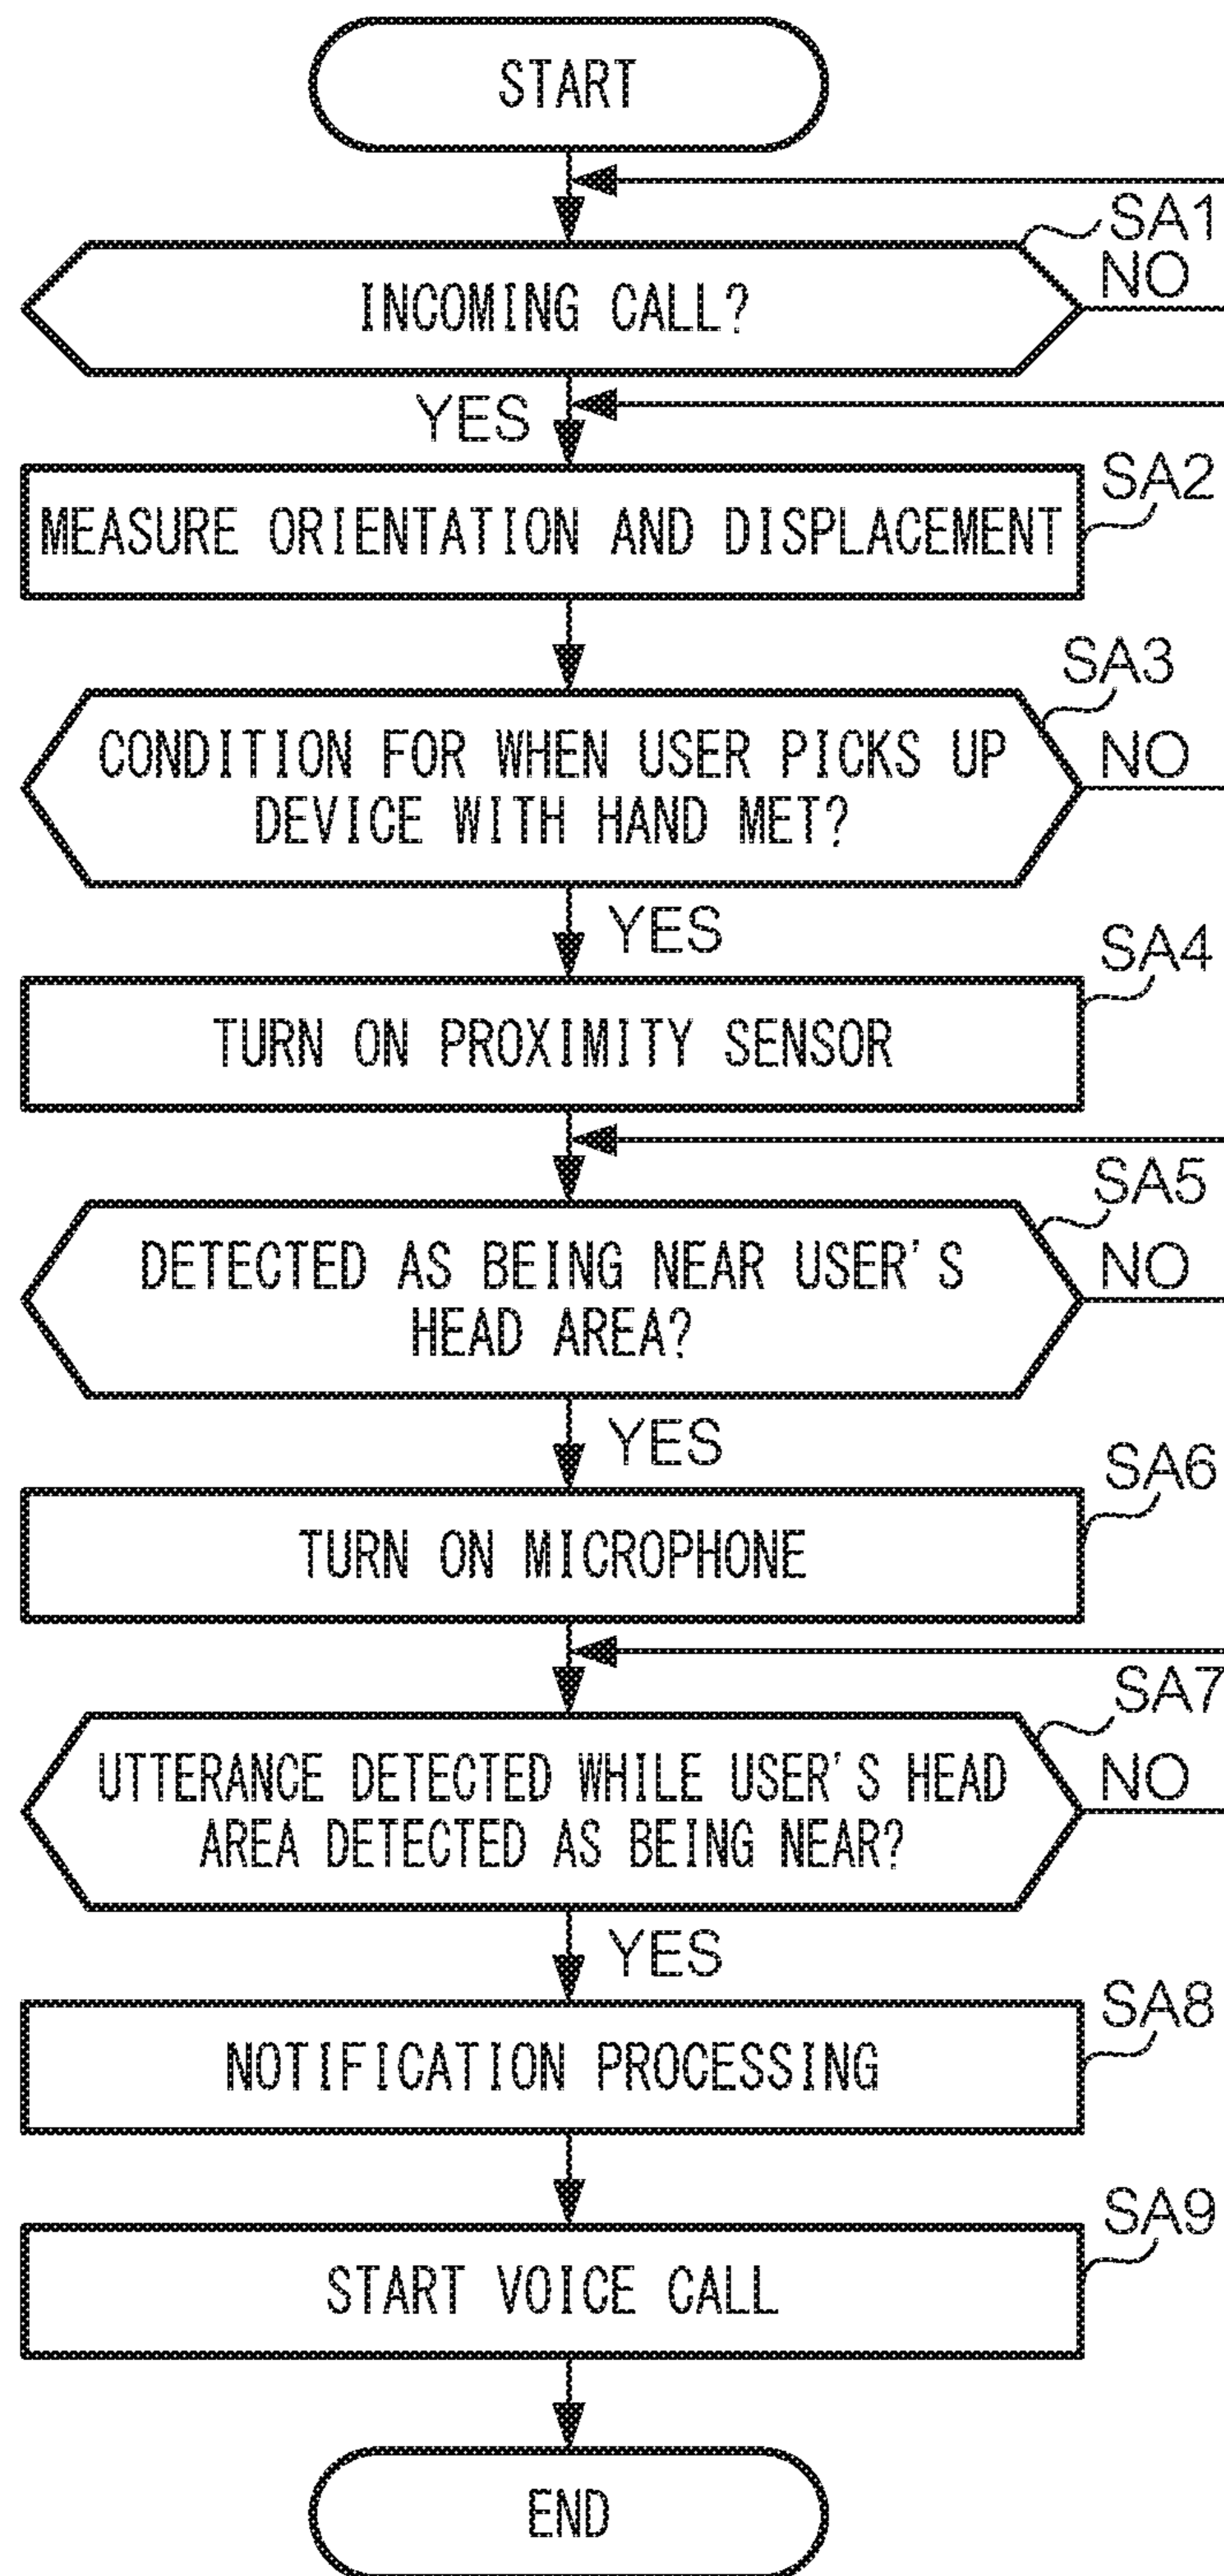 START
SA1
INCOMING CALL?
NO
YES
SA2
MEASURE ORIENTATION AND DISPLACEMENT
SA3
CONDITION FOR WHEN USER PICKS UP
DEVICE WITH HAND MET?
NO
YES
SA4
TURN ON PROXIMITY SENSOR
SA5
DETECTED AS BEING NEAR USER'S
HEAD AREA?
NO
YES
SA6
TURN ON MICROPHONE
SA7
UTTERANCE DETECTED WHILE USER'S HEAD
AREA DETECTED AS BEING NEAR?
NO
YES
SA8
NOTIFICATION PROCESSING
SA9
START VOICE CALL
END